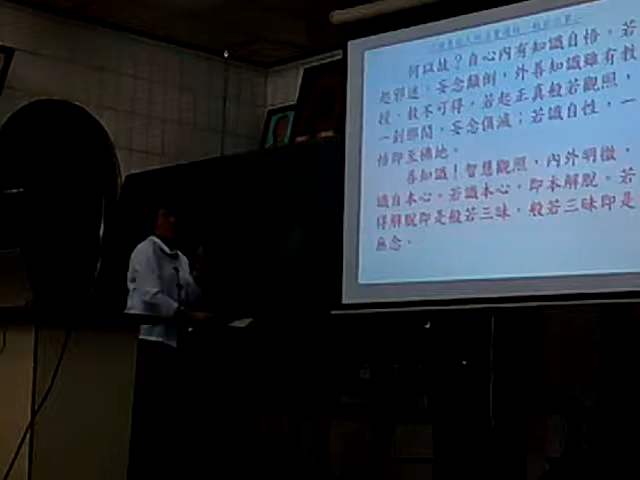 何以故？自心內有知識自悟。若
起邪迷，妄念顛倒，外善知識雖有教
授，救不可得。若起正真般若觀照，
一剎那間，妄念俱滅；若識自性，一
悟即至佛地。
善知識！智慧觀照，內外明徹，
識自本心。若識本心，即本解脫。若
得解脫即是般若三昧，般若三昧即是
無念。